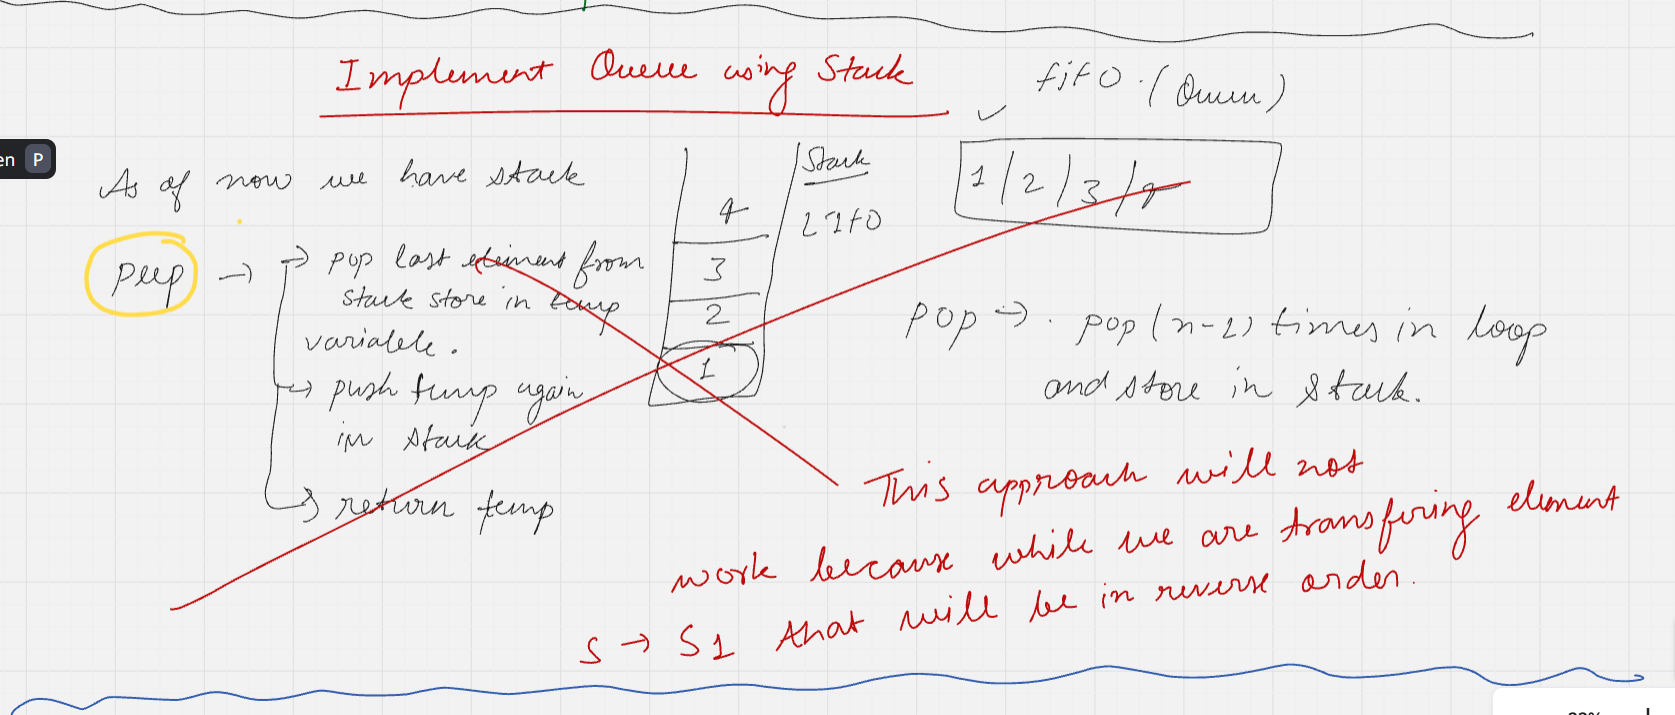 Implement Queue using Stack
fifo. (Queue)
en P
As of now we have stack
Stack
LIFO
4
3
2
1
1/2/3/4
peep → → pop last element from
stack store in temp
variable.
→ push temp again
in stack
→ return temp
pop → . pop (n-1) times in loop
and store in stack.
This approach will not
work because while we are transfiring element
S → S1 that will be in reverse order.